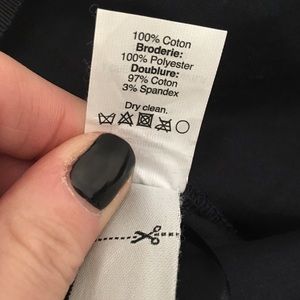 100% Coton
Broderie:
100% Polyester
Doublure:
97% Coton
3% Spandex
Dry clean.